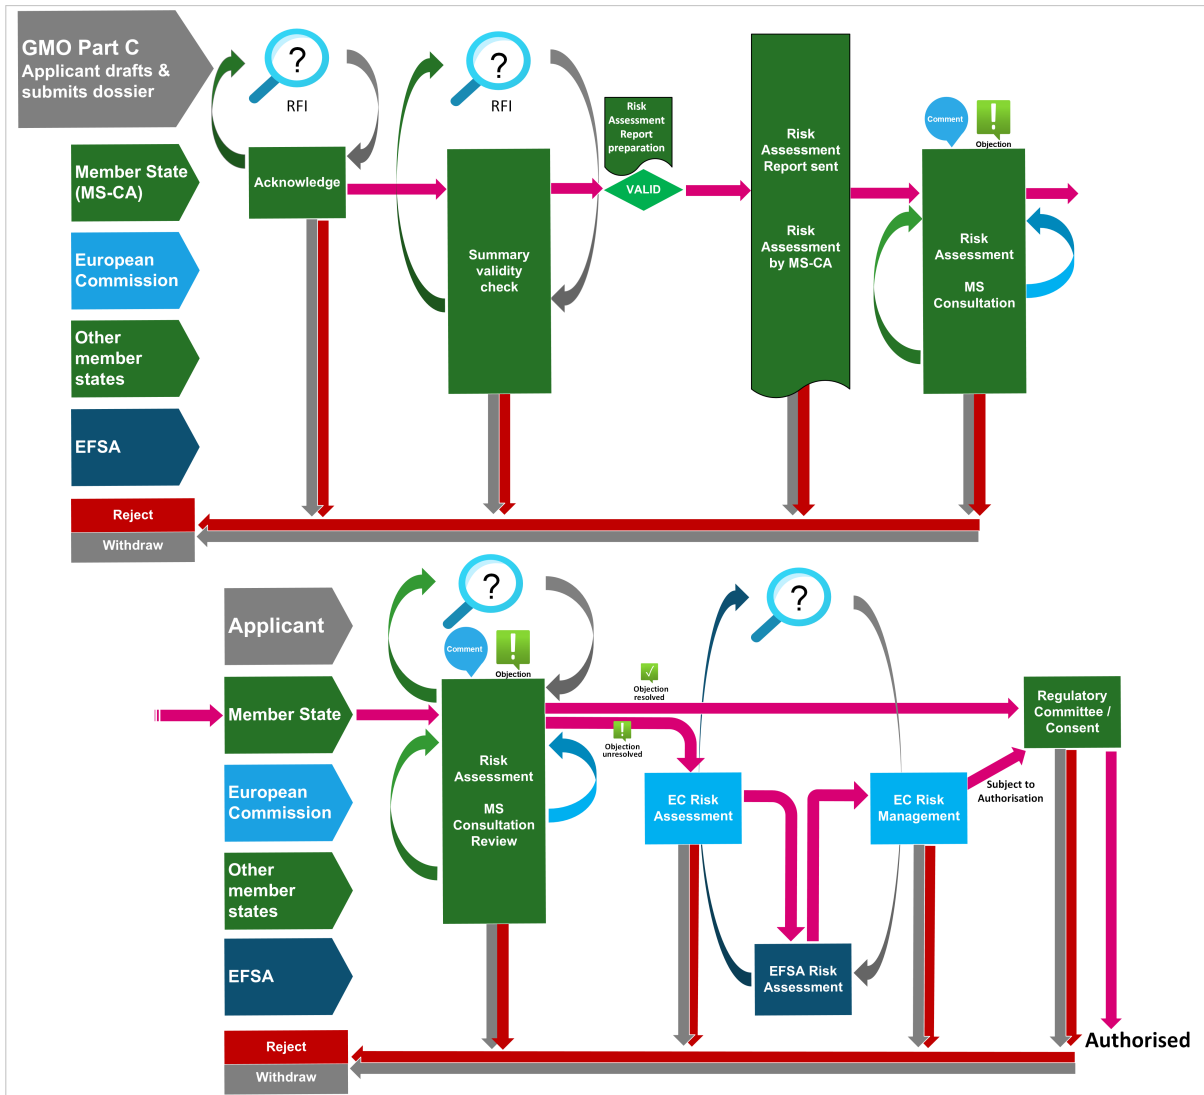 GMO Part C
Applicant drafts &
submits dossier
?
RFI
?
RFI
Risk
Assessment
Report
preparation
Comment
!
Objection
Member State
(MS-CA)
Acknowledge
VALID
Risk
Assessment
Report sent
Risk
Assessment
by MS-CA
European
Commission
Summary
validity
check
Risk
Assessment
MS
Consultation
Other
member
states
EFSA
Reject
Withdraw
?
?
Applicant
Comment
!
Objection
√
Objection
resolved
Member State
!
Objection
unresolved
Regulatory
Committee /
Consent
Risk
Assessment
MS
Consultation
Review
European
Commission
EC Risk
Assessment
EC Risk
Management
Subject to
Authorisation
Other
member
states
EFSA
EFSA Risk
Assessment
Reject
Withdraw
Authorised